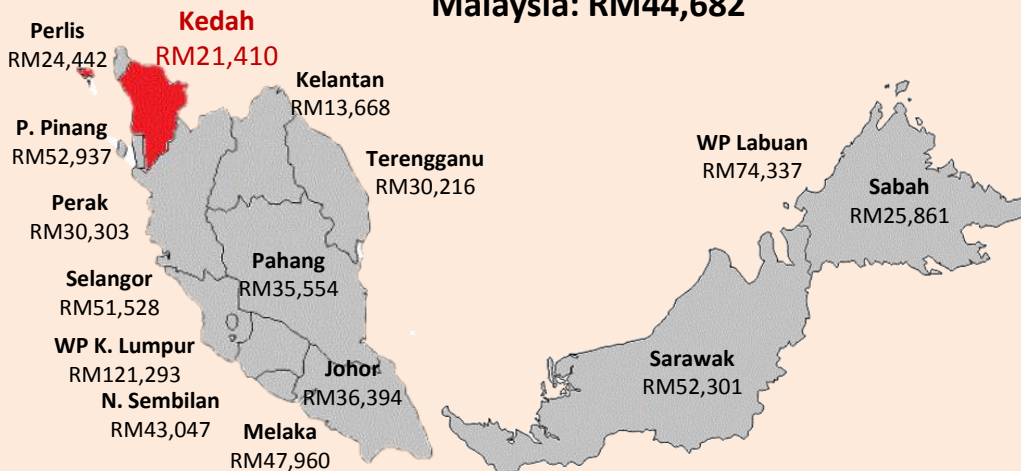 Malaysia: RM44,682
Kedah
RM21,410
Perlis
RM24,442
Kelantan
RM13,668
P. Pinang
RM52,937
Terengganu
RM30,216
WP Labuan
RM74,337
Sabah
RM25,861
Perak
RM30,303
Pahang
RM35,554
Selangor
RM51,528
WP K. Lumpur
RM121,293
Johor
RM36,394
Sarawak
RM52,301
N. Sembilan
RM43,047
Melaka
RM47,960